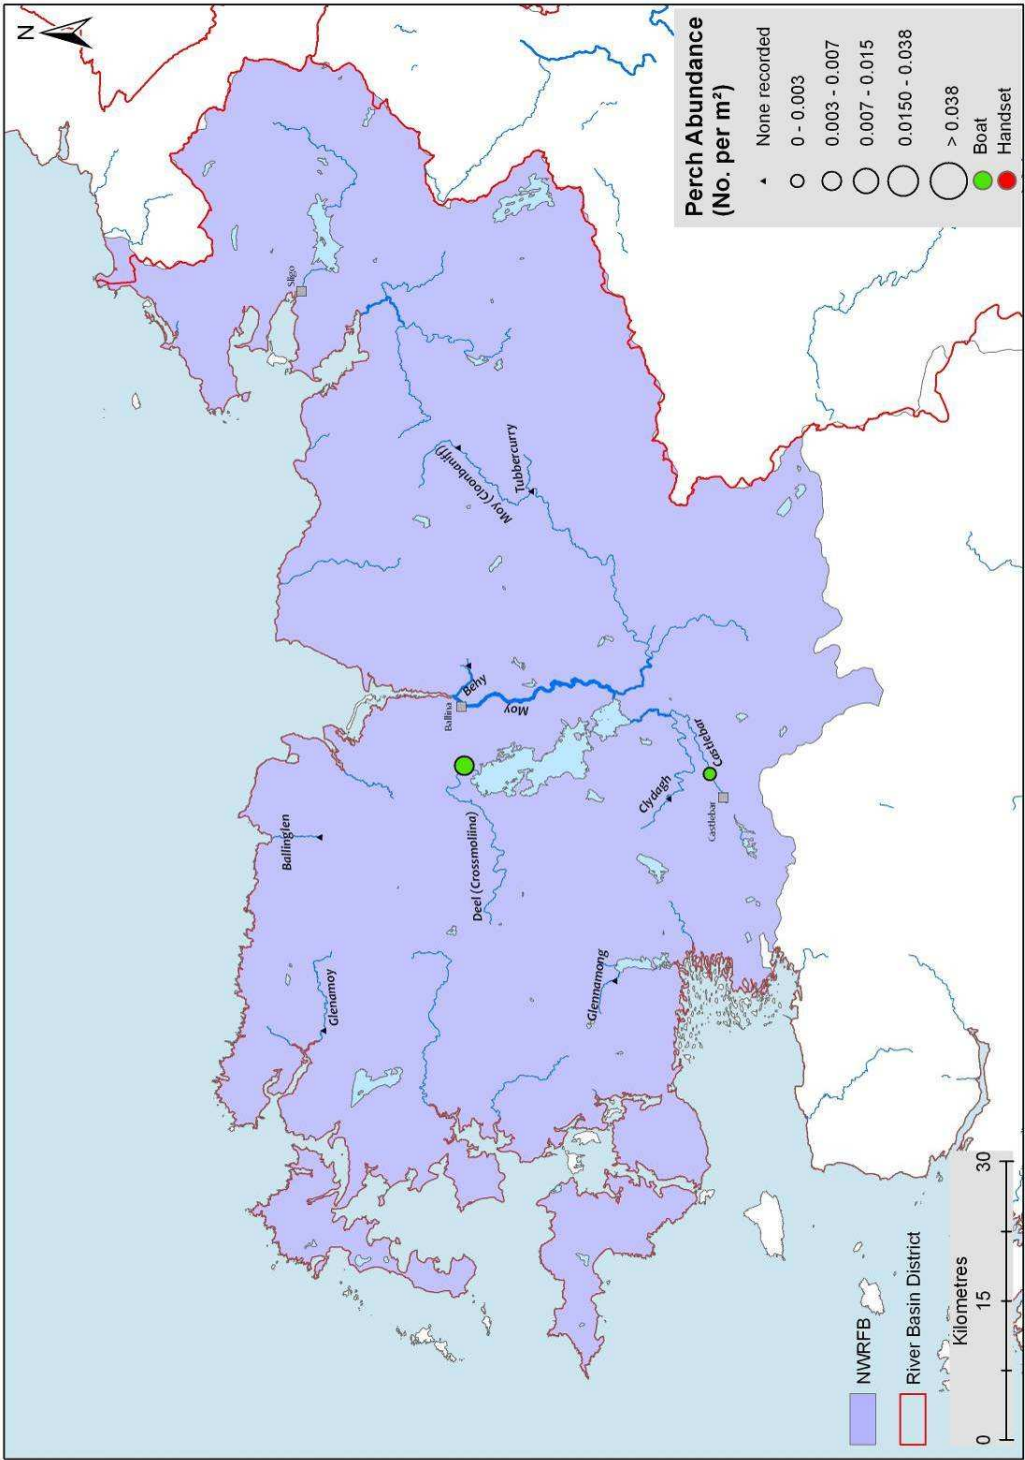 N
Sligo
Moy (Cloonbaniff)
Tubbercurry
Ballina
Behy
Moy
Ballinglen
Deel (Crossmoliina)
Clydagh
Castlebar
Castlebar
Glenamoy
Glennamong
Perch Abundance
(No. per m²)
None recorded
0 - 0.003
0.003 - 0.007
0.007 - 0.015
0.0150 - 0.038
> 0.038
Boat
Handset
NWRFB
River Basin District
Kilometres
0 15 30